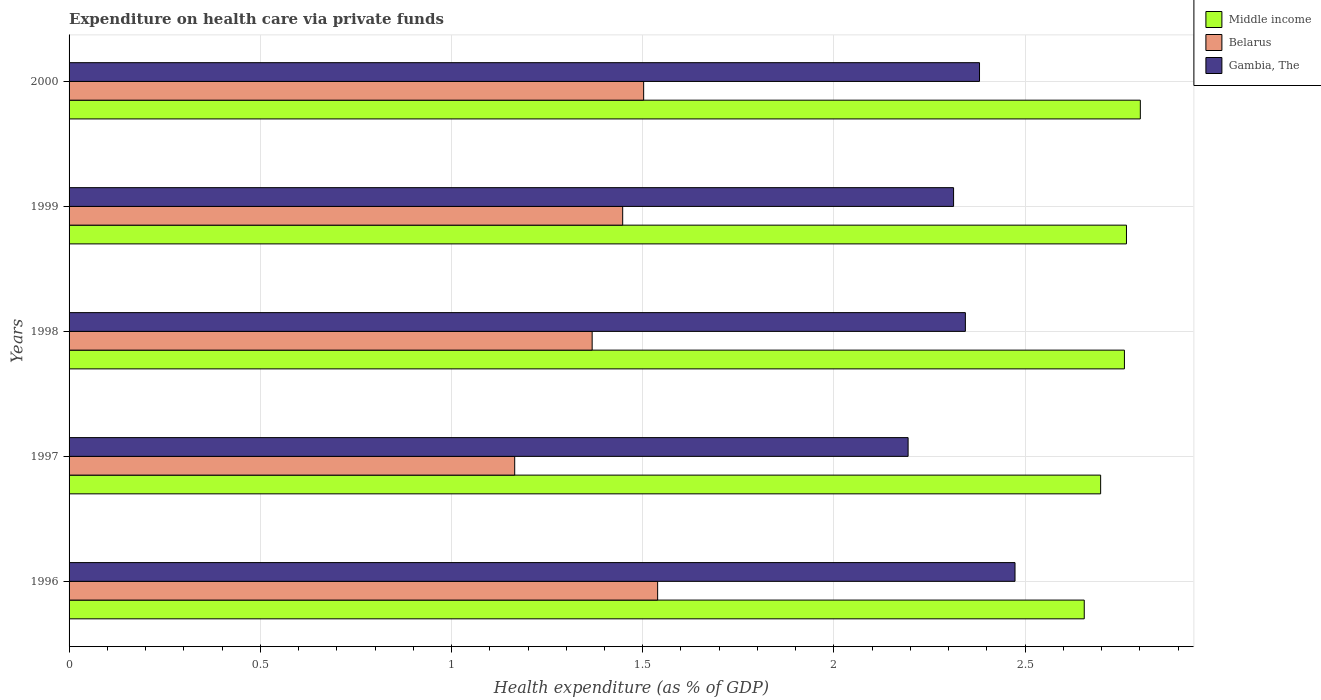 Expenditure on health care via private funds
Middle income
Belarus
Gambia, The
2000
1999
1998
1997
1996
Years
0
0.5
1
1.5
2
2.5
Health expenditure (as % of GDP)